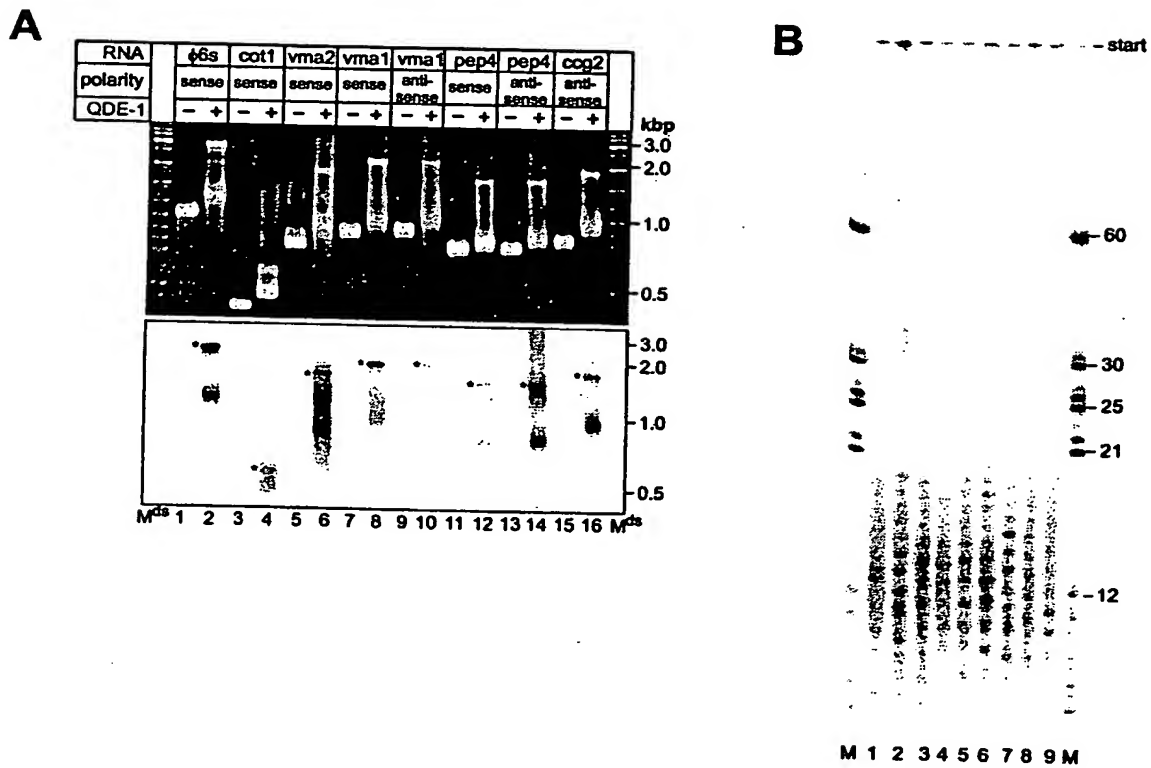 A
RNA φ6s cot1 vma2 vma1 vma1 pep4 pep4 ccg2
polarity sense sense sense sense anti-sense sense anti-sense anti-sense
QDE-1 − + − + − + − + − + − + − + − +
kbp
3.0
2.0
1.0
0.5
3.0
2.0
1.0
0.5
Mds 1 2 3 4 5 6 7 8 9 10 11 12 13 14 15 16 Mds
B
start
60
30
25
21
12
M 1 2 3 4 5 6 7 8 9 M